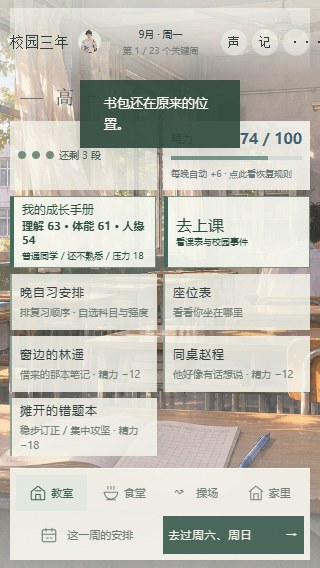 校园三年
9月 · 周一
第 1 / 23 个关键周
声
记
···
— 高
书包还在原来的位置。
还剩 3 段
精力
74 / 100
每晚自动 +6 · 点此看恢复规则
我的成长手册
理解 63 · 体能 61 · 人缘
54
普通同学 / 还不熟悉 / 压力 18
去上课
看课表与校园事件
晚自习安排
排复习顺序 · 自选科目与强度
座位表
看看你坐在哪里
窗边的林遥
借来的那本笔记 · 精力 −12
同桌赵程
他好像有话想说 · 精力 −12
摊开的错题本
稳步订正 / 集中攻坚 · 精力
−18
教室
食堂
操场
家里
这一周的安排
去过周六、周日 →